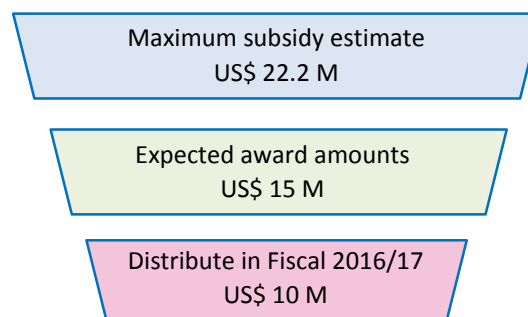 Maximum subsidy estimate
US$ 22.2 M
Expected award amounts
US$ 15 M
Distribute in Fiscal 2016/17
US$ 10 M